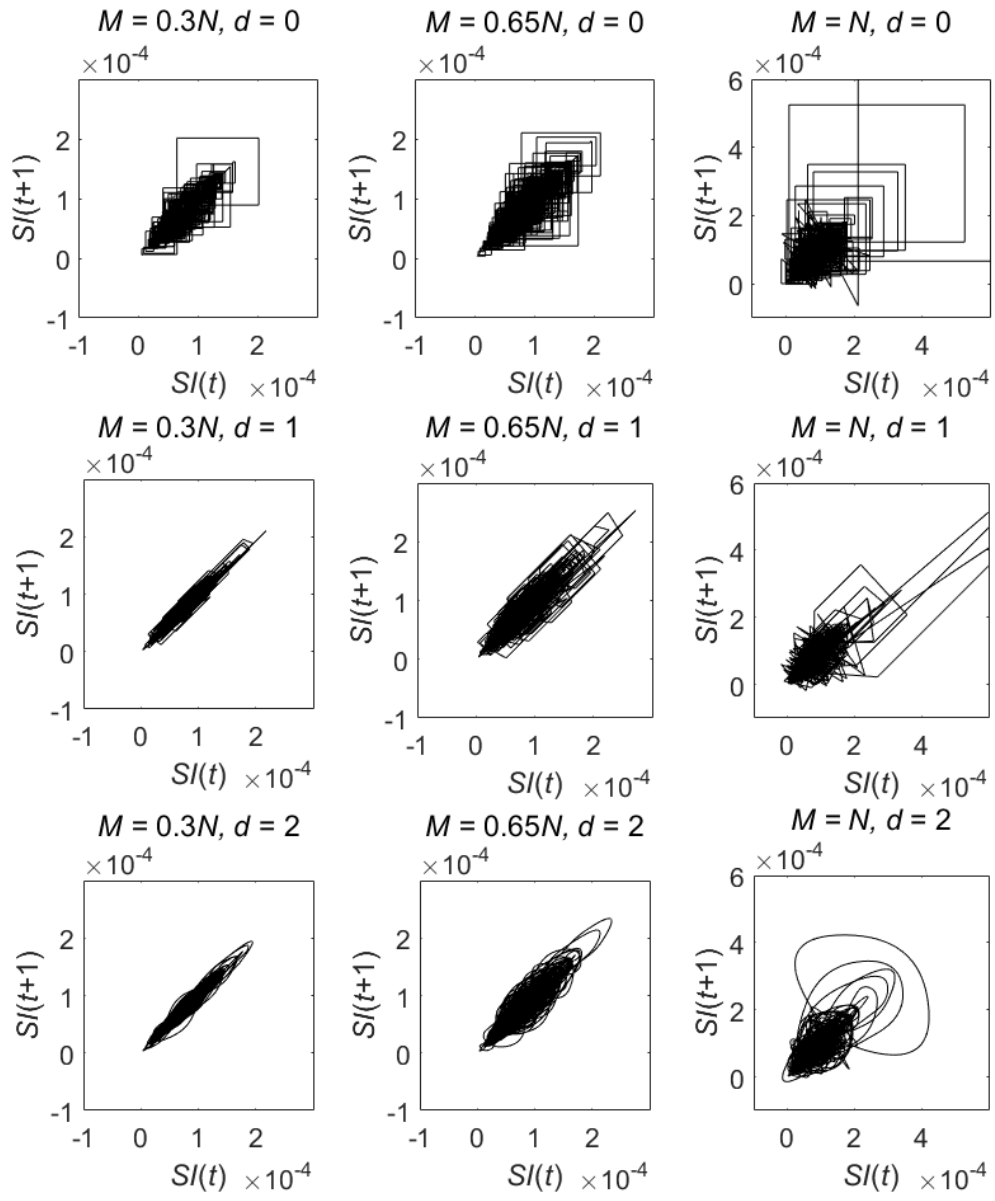 M = 0.3N, d = 0
×10-4
2
1
0
-1
SI(t+1)
-1 0 1 2
SI(t) ×10-4
M = 0.65N, d = 0
×10-4
2
1
0
-1
SI(t+1)
-1 0 1 2
SI(t) ×10-4
M = N, d = 0
×10-4
6
4
2
0
SI(t+1)
0 2 4
SI(t) ×10-4
M = 0.3N, d = 1
×10-4
2
1
0
-1
SI(t+1)
-1 0 1 2
SI(t) ×10-4
M = 0.65N, d = 1
×10-4
2
1
0
-1
SI(t+1)
-1 0 1 2
SI(t) ×10-4
M = N, d = 1
×10-4
6
4
2
0
SI(t+1)
0 2 4
SI(t) ×10-4
M = 0.3N, d = 2
×10-4
2
1
0
-1
SI(t+1)
-1 0 1 2
SI(t) ×10-4
M = 0.65N, d = 2
×10-4
2
1
0
-1
SI(t+1)
-1 0 1 2
SI(t) ×10-4
M = N, d = 2
×10-4
6
4
2
0
SI(t+1)
0 2 4
SI(t) ×10-4